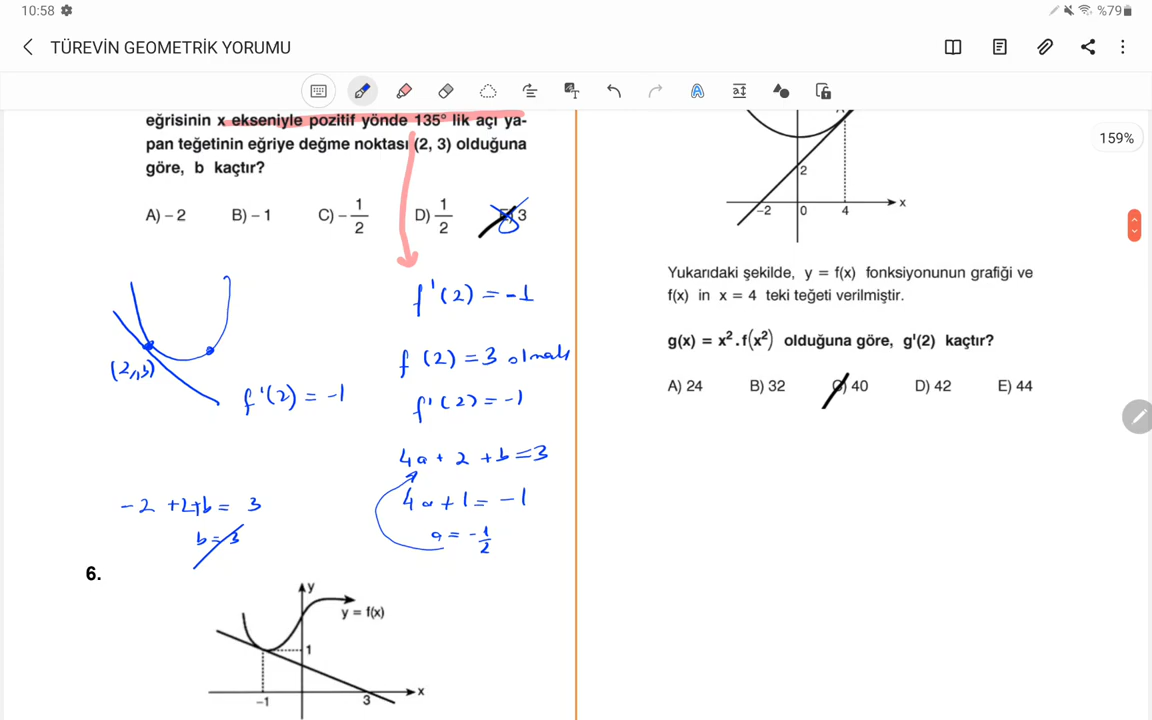 10:58
%79
TÜREVİN GEOMETRİK YORUMU
159%
eğrisinin x ekseniyle pozitif yönde 135° lik açı ya-
pan teğetinin eğriye değme noktası (2, 3) olduğuna
göre, b kaçtır?
A) – 2 B) – 1 C) – 1/2 D) 1/2 3
f'(2) = -1
f(2) = 3 olmalı
f'(2) = -1
4a + 2 + b = 3
4a + 1 = -1
a = -1/2
(2,3)
f'(2) = -1
-2 + 2 + b = 3
b = 3
6.
y
y = f(x)
1
x
–1
3
2
–2
0
4
x
Yukarıdaki şekilde, y = f(x) fonksiyonunun grafiği ve
f(x) in x = 4 teki teğeti verilmiştir.
g(x) = x².f(x²) olduğuna göre, g'(2) kaçtır?
A) 24 B) 32 C) 40 D) 42 E) 44